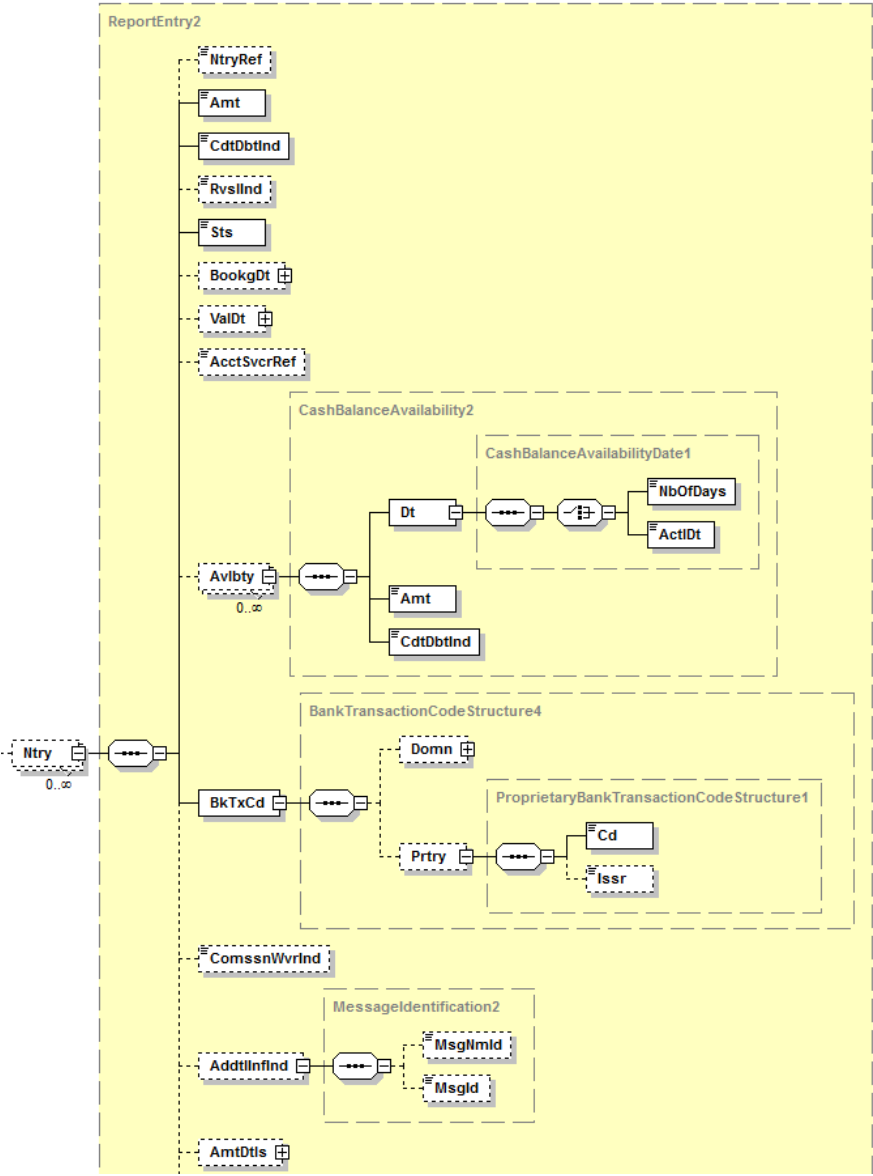 ReportEntry2
NtryRef
Amt
CdtDbtInd
RvslInd
Sts
BookgDt
ValDt
AcctSvcrRef
CashBalanceAvailability2
CashBalanceAvailabilityDate1
NbOfDays
Dt
ActlDt
Avlbty
0..∞
Amt
CdtDbtInd
BankTransactionCodeStructure4
Domn
Ntry
0..∞
ProprietaryBankTransactionCodeStructure1
BkTxCd
Cd
Prtry
Issr
ComssnWvrInd
MessageIdentification2
MsgNmId
AddtlInfInd
MsgId
AmtDtls